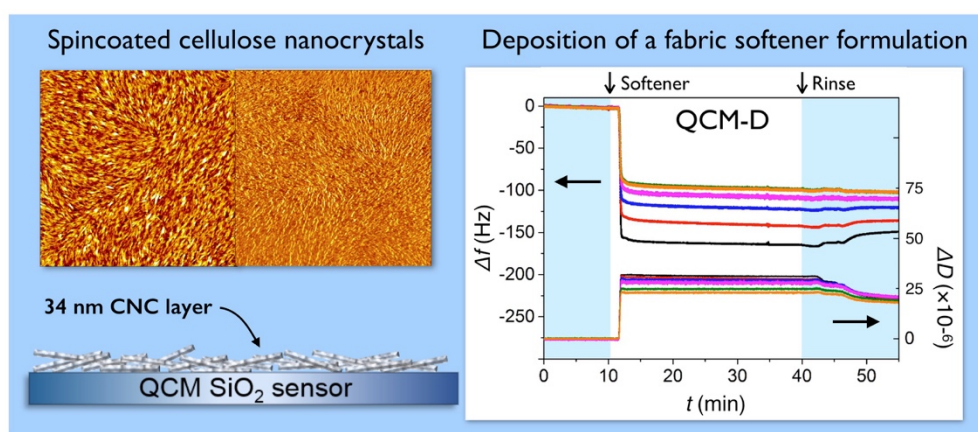 Spincoated cellulose nanocrystals
34 nm CNC layer
QCM SiO₂ sensor
Deposition of a fabric softener formulation
Softener
Rinse
QCM-D
0
-50
-100
-150
-200
-250
Δf (Hz)
75
50
25
0
ΔD (×10-⁶)
0
10
20
30
40
50
t (min)